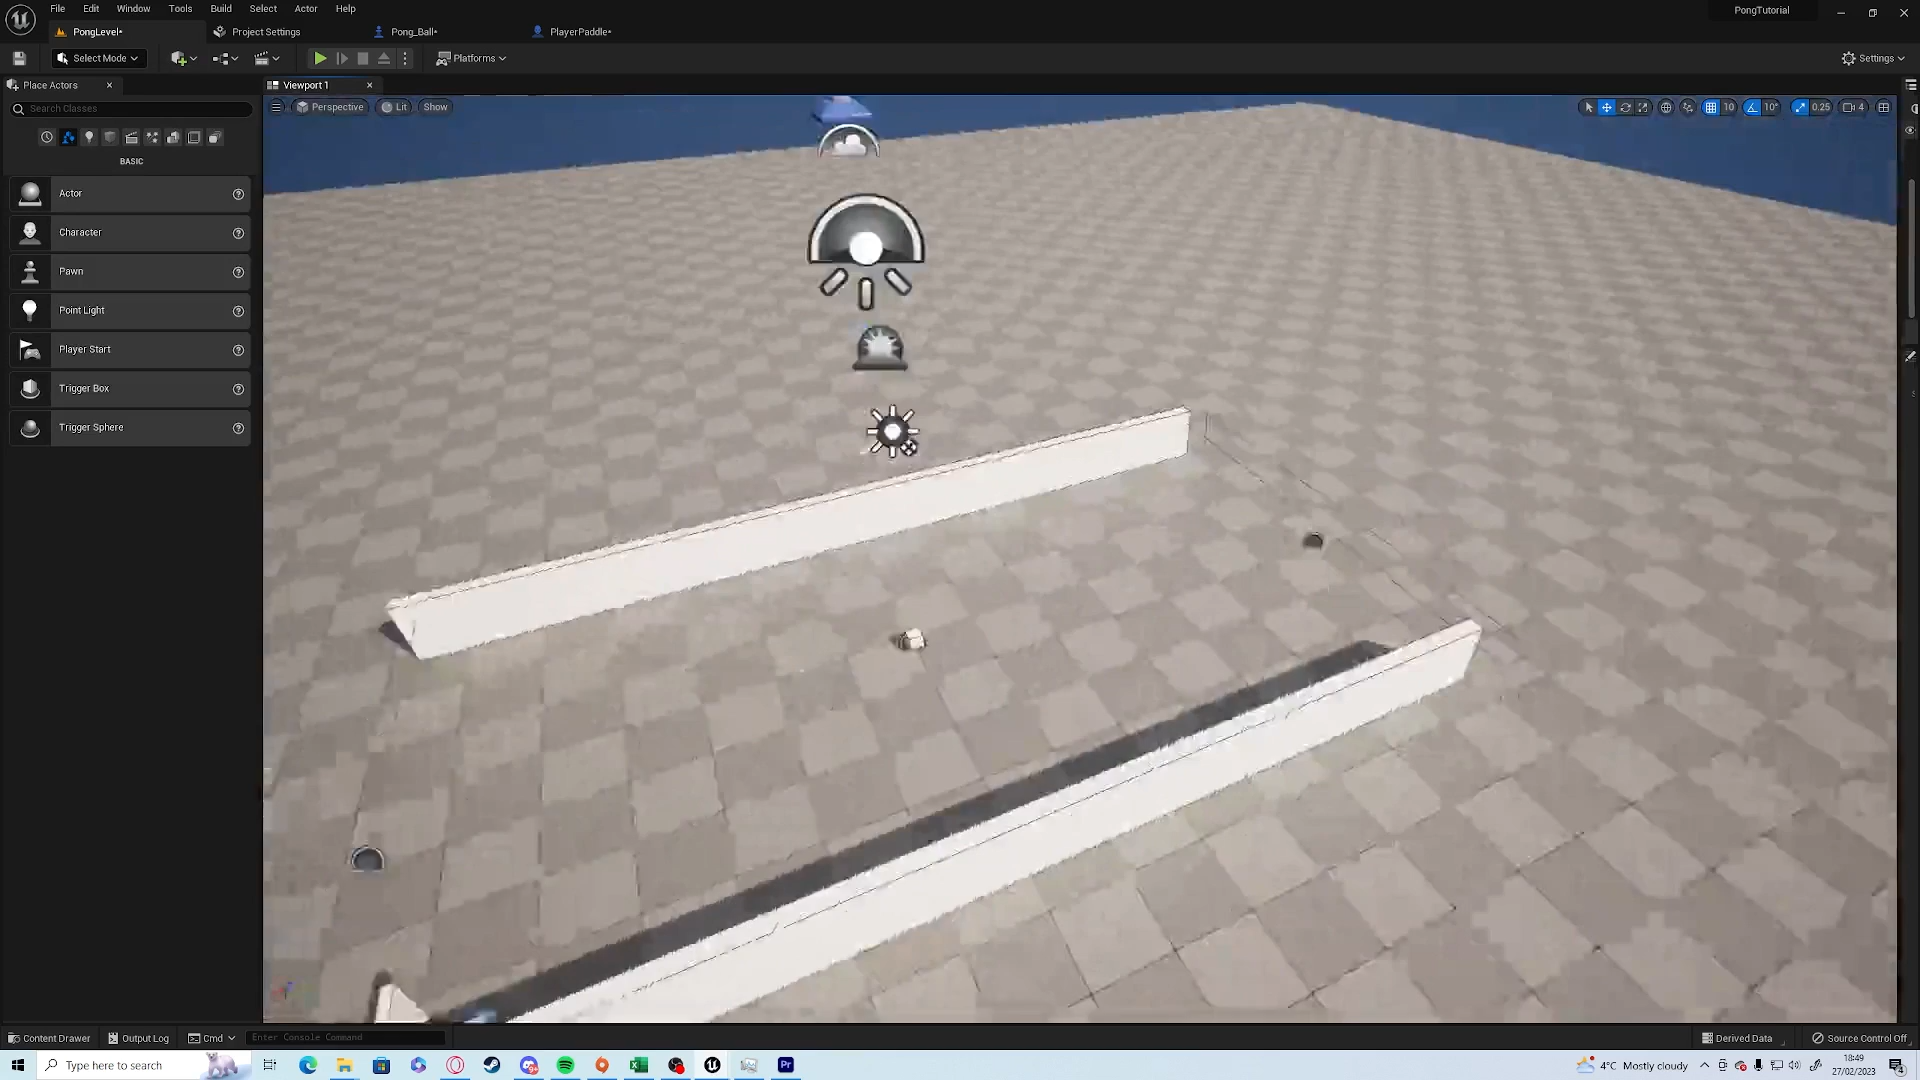 File Edit Window Tools Build Select Actor Help
PongTutorial
PongLevel•
Project Settings
Pong_Ball•
PlayerPaddle•
Select Mode
Platforms
Settings
Place Actors
Viewport 1
Search Classes
Perspective
Lit
Show
10
10°
0.25
4
BASIC
Actor
Character
Pawn
Point Light
Player Start
Trigger Box
Trigger Sphere
Content Drawer
Output Log
Cmd
Enter Console Command
Derived Data
Source Control Off
Type here to search
4°C Mostly cloudy
18:49
27/02/2023